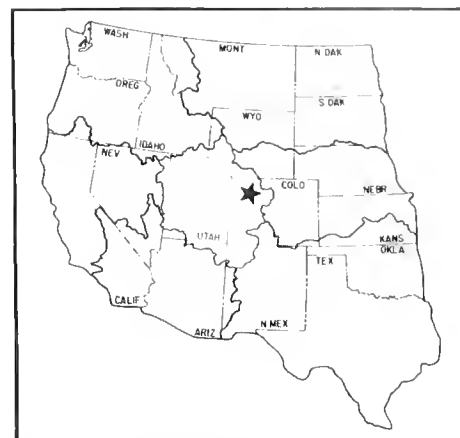 WASH
MONT
N DAK
OREG
S DAK
WYO
IDAHO
NEV
COLO
NEBR
UTAH
KANS
OKLA
TEX
CALIF
ARIZ
N MEX